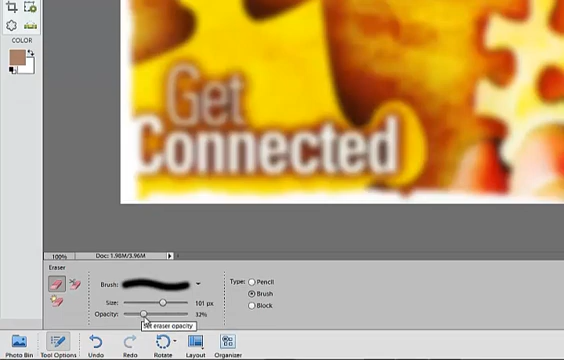 COLOR
Get
Connected
100%
Doc: 1.98M/3.96M
Eraser
Brush:
Size:
101 px
Opacity:
32%
Set eraser opacity
Type:
Pencil
Brush
Block
Photo Bin
Tool Options
Undo
Redo
Rotate
Layout
Organizer